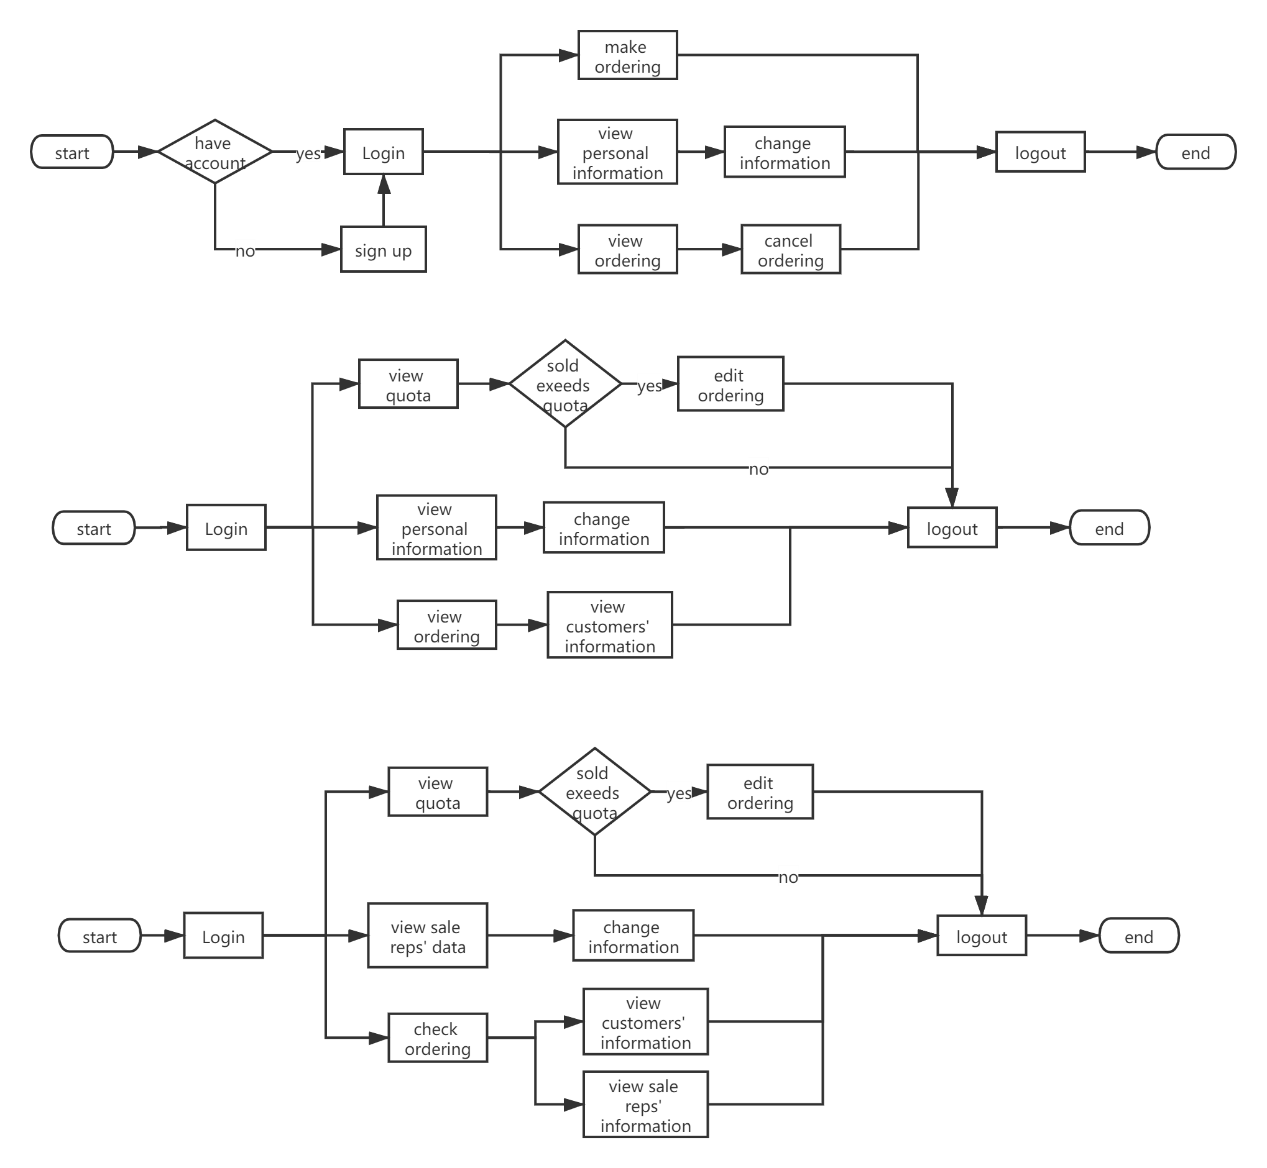 start
have
account
yes
no
sign up
Login
make
ordering
view
personal
information
change
information
view
ordering
cancel
ordering
logout
end
start
Login
view
quota
sold
exeeds
quota
yes
edit
ordering
no
view
personal
information
change
information
view
ordering
view
customers'
information
logout
end
start
Login
view
quota
sold
exeeds
quota
yes
edit
ordering
no
view sale
reps' data
change
information
check
ordering
view
customers'
information
view sale
reps'
information
logout
end